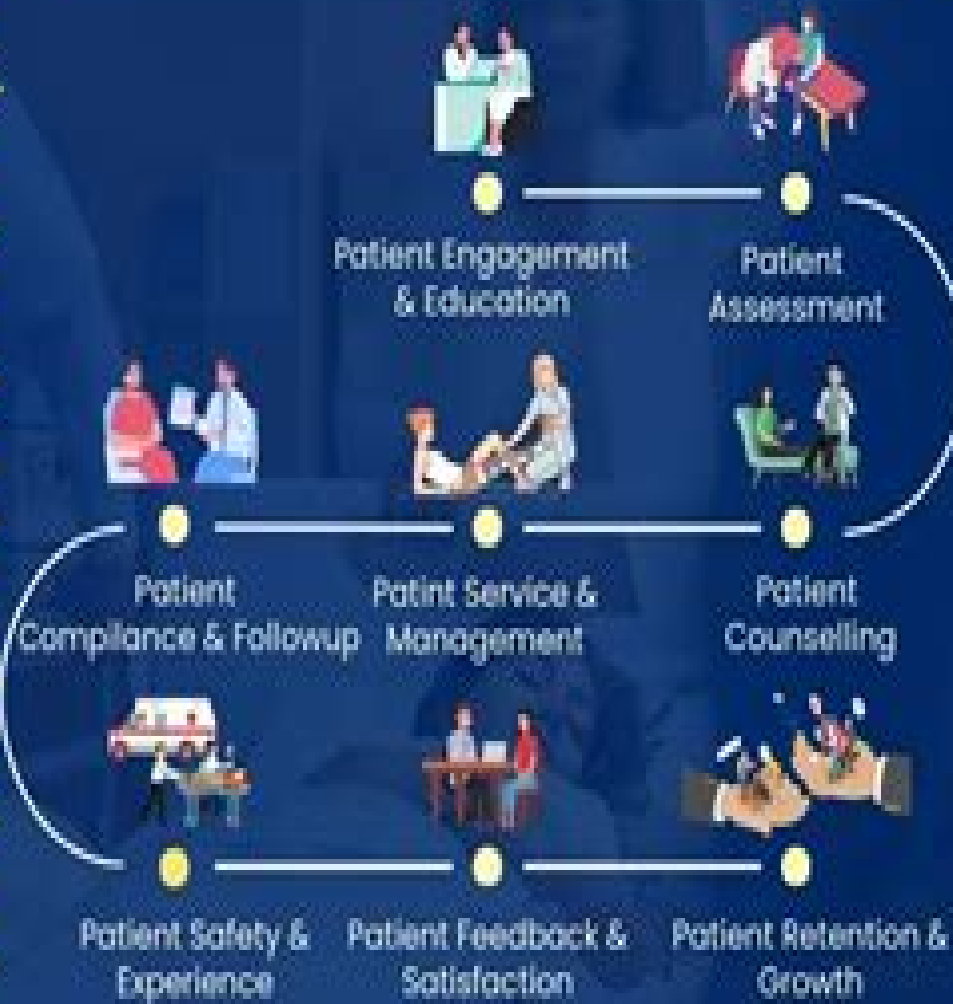 Patient Engagement
& Education
Patient
Assessment
Patient
Compilance & Followup
Patint Service &
Management
Patient
Counselling
Patient Safety &
Experience
Patient Feedback &
Satisfaction
Patient Retention &
Growth